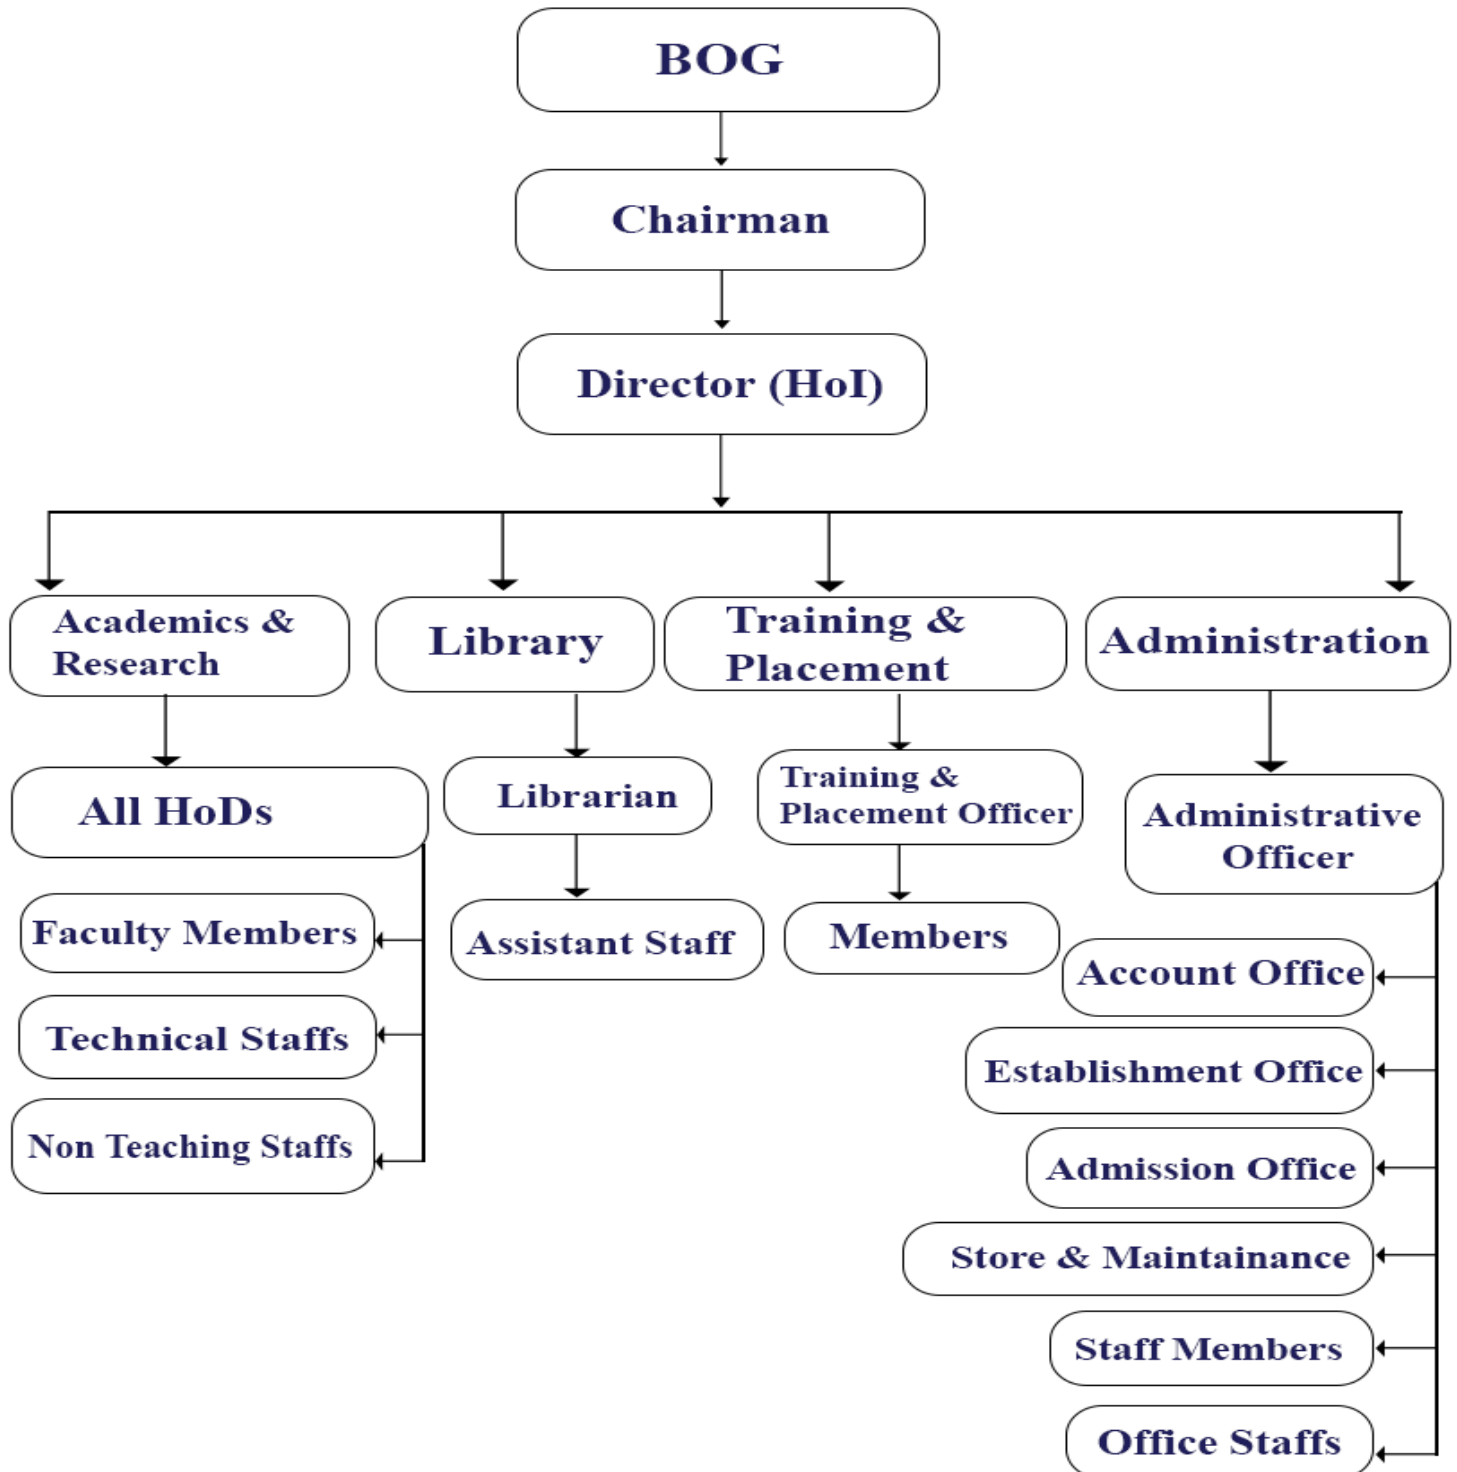 BOG
Chairman
Director (HoI)
Academics &
Research
Library
Training &
Placement
Administration
All HoDs
Librarian
Training &
Placement Officer
Administrative
Officer
Faculty Members
Assistant Staff
Members
Account Office
Technical Staffs
Establishment Office
Non Teaching Staffs
Admission Office
Store & Maintainance
Staff Members
Office Staffs